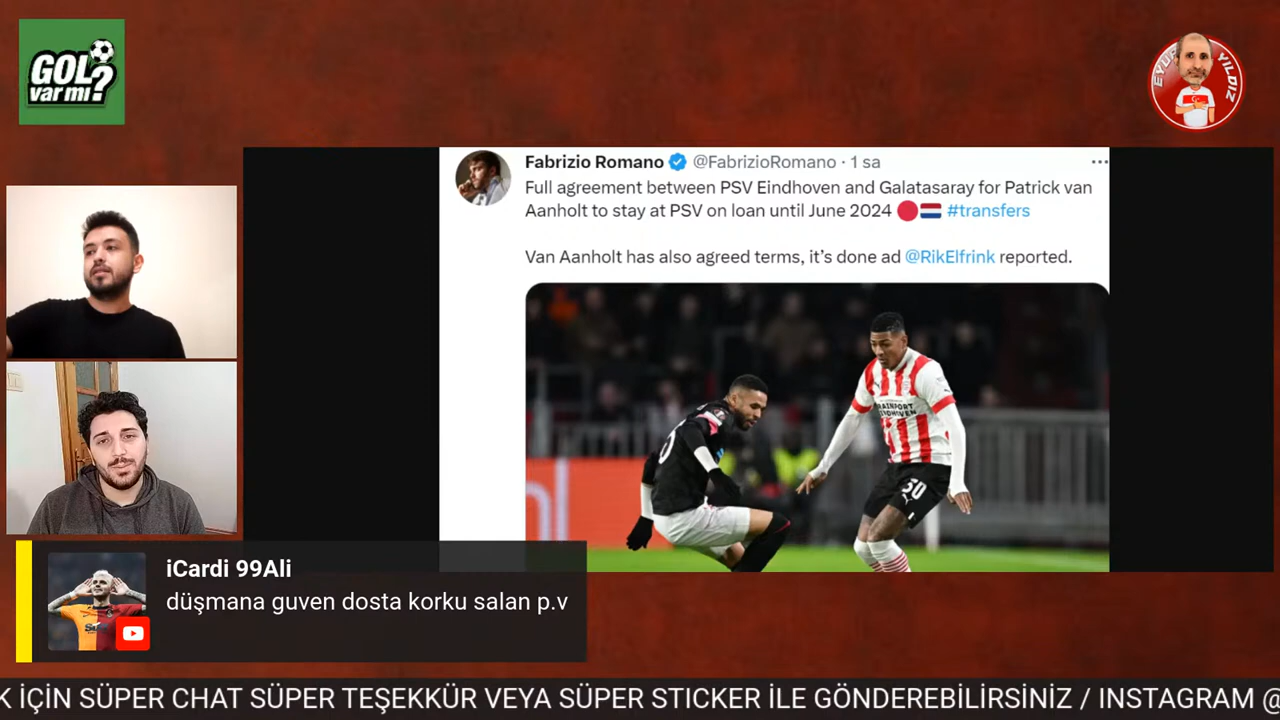 GOL
var mı?
EYÜP YILDIZ
Fabrizio Romano @FabrizioRomano · 1 sa
Full agreement between PSV Eindhoven and Galatasaray for Patrick van
Aanholt to stay at PSV on loan until June 2024 #transfers
Van Aanholt has also agreed terms, it's done ad @RikElfrink reported.
30
iCardi 99Ali
düşmana guven dosta korku salan p.v
K İÇİN SÜPER CHAT SÜPER TEŞEKKÜR VEYA SÜPER STICKER İLE GÖNDEREBİLİRSİNİZ / INSTAGRAM @